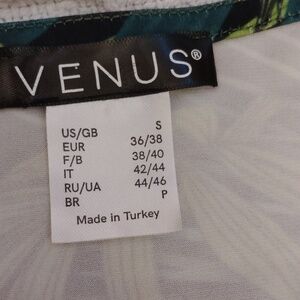 VENUS®
US/GB S
EUR 36/38
F/B 38/40
IT 42/44
RU/UA 44/46
BR P
Made in Turkey